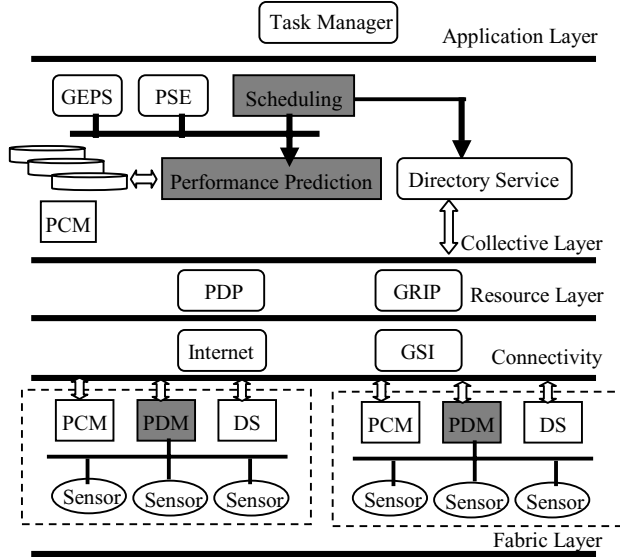 Task Manager
Application Layer
GEPS PSE Scheduling
Performance Prediction Directory Service
PCM
Collective Layer
PDP GRIP
Resource Layer
Internet GSI Connectivity
PCM PDM DS PCM PDM DS
Sensor Sensor Sensor Sensor Sensor Sensor
Fabric Layer